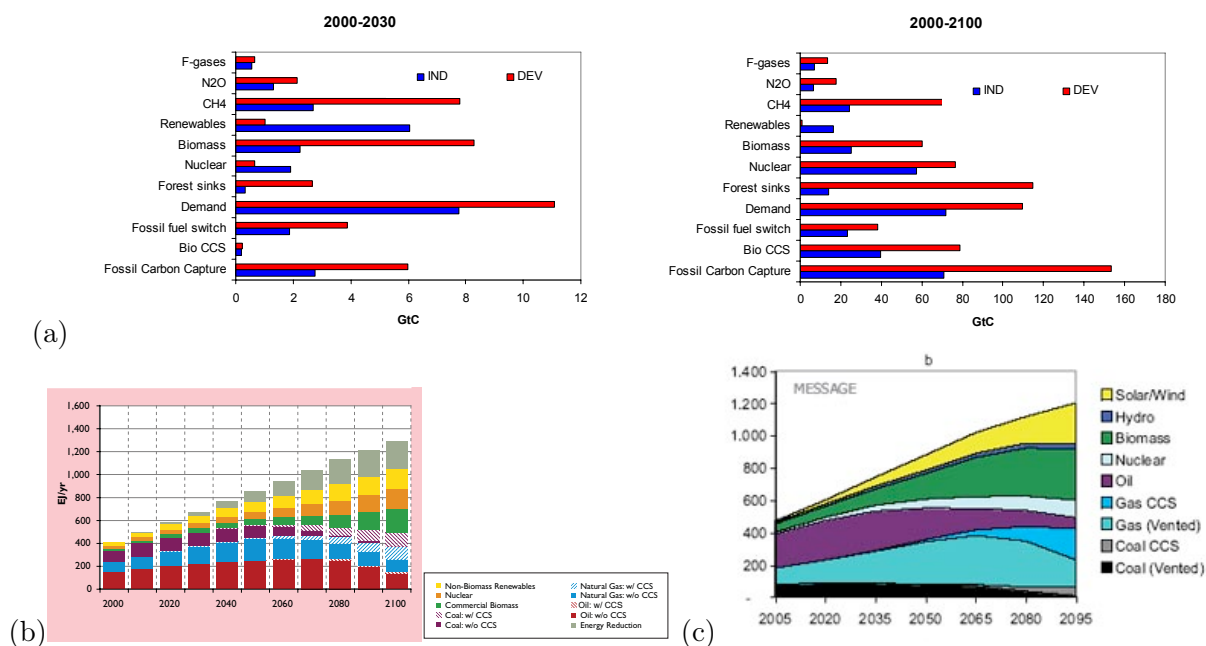 2000-2030
F-gases
N2O
CH4
Renewables
Biomass
Nuclear
Forest sinks
Demand
Fossil fuel switch
Bio CCS
Fossil Carbon Capture
IND DEV
0 2 4 6 8 10 12
GtC
(a)
2000-2100
F-gases
N2O
CH4
Renewables
Biomass
Nuclear
Forest sinks
Demand
Fossil fuel switch
Bio CCS
Fossil Carbon Capture
IND DEV
0 20 40 60 80 100 120 140 160 180
GtC
1,600
1,400
1,200
1,000
800
600
400
200
0
EJ/yr
2000 2020 2040 2060 2080 2100
Non-Biomass Renewables
Nuclear
Commercial Biomass
Coal: w/ CCS
Coal: w/o CCS
Natural Gas: w/ CCS
Natural Gas: w/o CCS
Oil: w/ CCS
Oil: w/o CCS
Energy Reduction
(b)
b
MESSAGE
1.400
1.200
1.000
800
600
400
200
-
2005 2020 2035 2050 2065 2080 2095
Solar/Wind
Hydro
Biomass
Nuclear
Oil
Gas CCS
Gas (Vented)
Coal CCS
Coal (Vented)
(c)